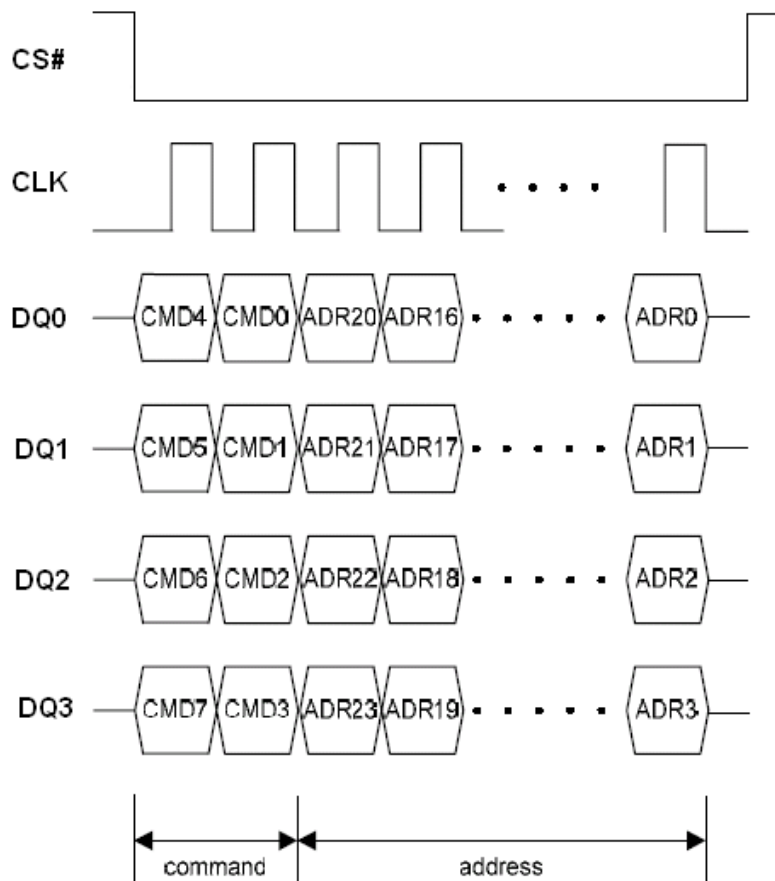 CS#
CLK
DQ0 CMD4 CMD0 ADR20 ADR16 ADR0
DQ1 CMD5 CMD1 ADR21 ADR17 ADR1
DQ2 CMD6 CMD2 ADR22 ADR18 ADR2
DQ3 CMD7 CMD3 ADR23 ADR19 ADR3
command address